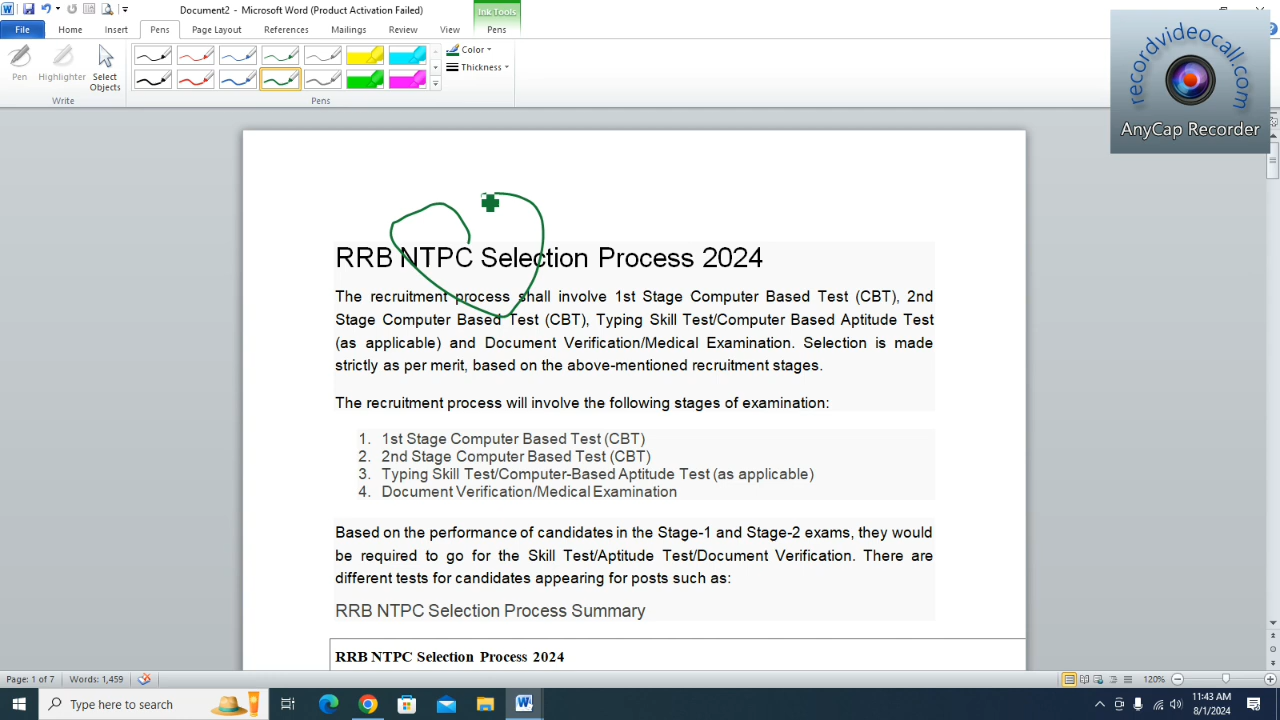 Document2 - Microsoft Word (Product Activation Failed)
Ink Tools
File Home Insert Pens Page Layout References Mailings Review View Pens
Pen Highlighter Select Objects
Color
Thickness
Write Pens
recordvideocall.com
AnyCap Recorder
RRB NTPC Selection Process 2024
The recruitment process shall involve 1st Stage Computer Based Test (CBT), 2nd
Stage Computer Based Test (CBT), Typing Skill Test/Computer Based Aptitude Test
(as applicable) and Document Verification/Medical Examination. Selection is made
strictly as per merit, based on the above-mentioned recruitment stages.
The recruitment process will involve the following stages of examination:
1. 1st Stage Computer Based Test (CBT)
2. 2nd Stage Computer Based Test (CBT)
3. Typing Skill Test/Computer-Based Aptitude Test (as applicable)
4. Document Verification/Medical Examination
Based on the performance of candidates in the Stage-1 and Stage-2 exams, they would
be required to go for the Skill Test/Aptitude Test/Document Verification. There are
different tests for candidates appearing for posts such as:
RRB NTPC Selection Process Summary
RRB NTPC Selection Process 2024
Page: 1 of 7 Words: 1,459 120%
Type here to search
11:43 AM
8/1/2024